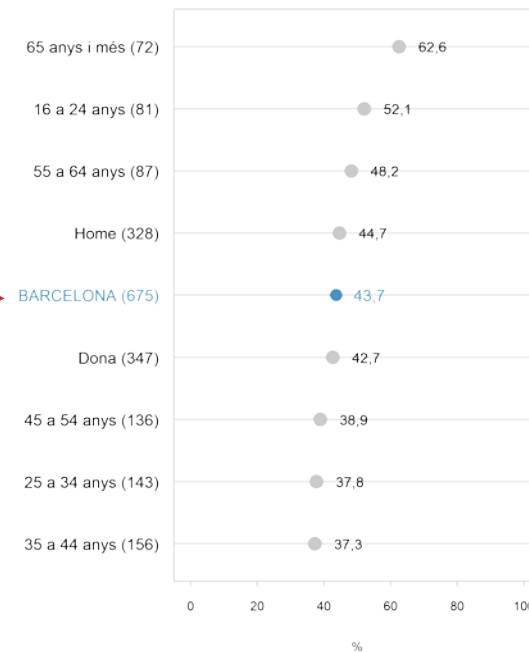 65 anys i més (72) 62,6
16 a 24 anys (81) 52,1
55 a 64 anys (87) 48,2
Home (328) 44,7
BARCELONA (675) 43,7
Dona (347) 42,7
45 a 54 anys (136) 38,9
25 a 34 anys (143) 37,8
35 a 44 anys (156) 37,3
0 20 40 60 80 100
%